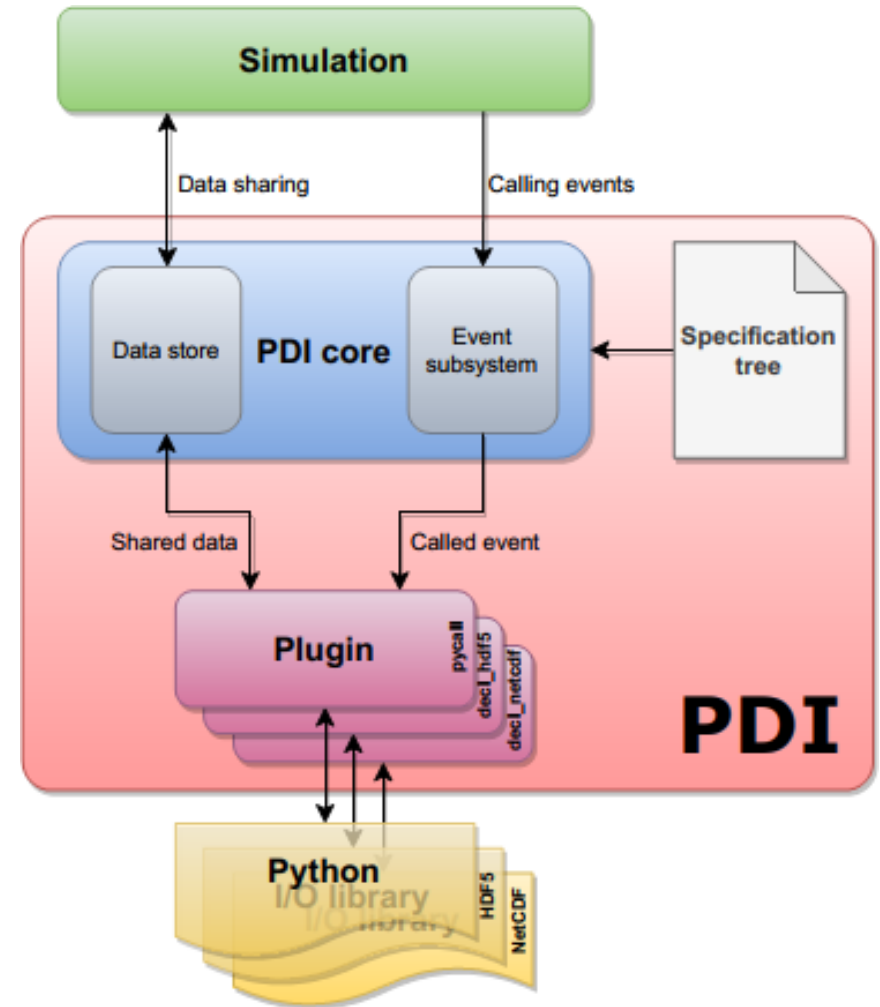 Simulation
Data sharing
Calling events
Data store
PDI core
Event
subsystem
Specification
tree
Shared data
Called event
Plugin
pycall
decl_hdf5
decl_netcdf
PDI
Python
I/O library
I/O library
HDF5
NetCDF